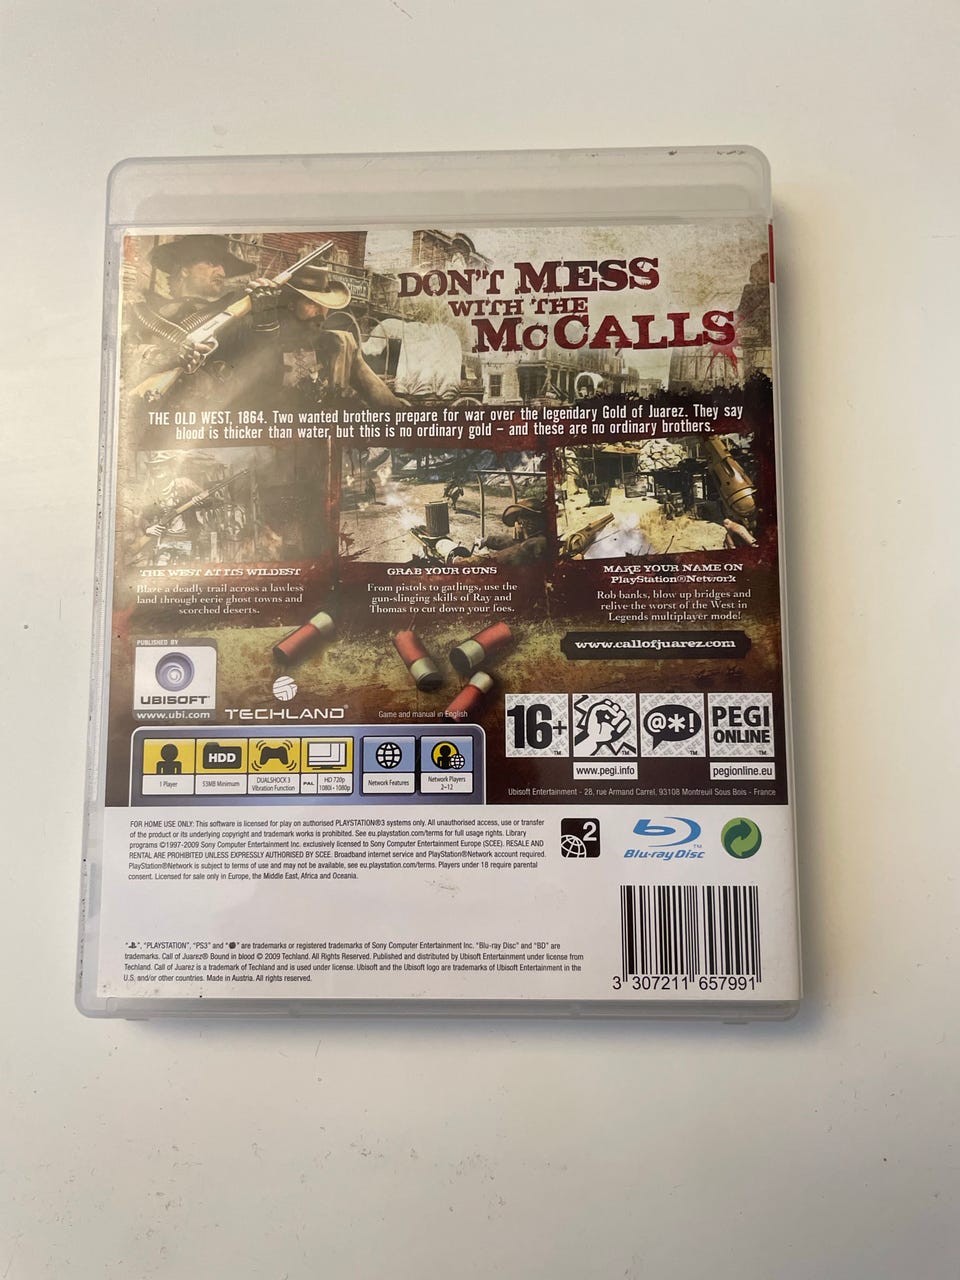 DON'T MESS
WITH THE
McCALLS
THE OLD WEST, 1864. Two wanted brothers prepare for war over the legendary Gold of Juarez. They say
blood is thicker than water, but this is no ordinary gold – and these are no ordinary brothers.
THE WEST AT ITS WILDEST
Blaze a deadly trail across a lawless
land through eerie ghost towns and
scorched deserts.
GRAB YOUR GUNS
From pistols to gatlings, use the
gun-slinging skills of Ray and
Thomas to cut down your foes.
MAKE YOUR NAME ON
PlayStation®Network
Rob banks, blow up bridges and
relive the worst of the West in
Legends multiplayer mode!
www.callofjuarez.com
PUBLISHED BY
UBISOFT
www.ubi.com
TECHLAND®
Game and manual in English
16+
@*!
PEGI
ONLINE
www.pegi.info
pegionline.eu
HDD
1 Player
53MB Minimum
DUALSHOCK 3
Vibration Function
PAL
HD 720p
1080i - 1080p
Network Features
Network Players
2-12
Ubisoft Entertainment - 28, rue Armand Carrel, 93108 Montreuil Sous Bois - France
FOR HOME USE ONLY: This software is licensed for play on authorised PLAYSTATION®3 systems only. All unauthorised access, use or transfer
of the product or its underlying copyright and trademark works is prohibited. See eu.playstation.com/terms for full usage rights. Library
programs ©1997-2009 Sony Computer Entertainment Inc. exclusively licensed to Sony Computer Entertainment Europe (SCEE). RESALE AND
RENTAL ARE PROHIBITED UNLESS EXPRESSLY AUTHORISED BY SCEE. Broadband internet service and PlayStation®Network account required.
PlayStation®Network is subject to terms of use and may not be available, see eu.playstation.com/terms. Players under 18 require parental
consent. Licensed for sale only in Europe, the Middle East, Africa and Oceania.
2
Blu-ray Disc™
"", "PLAYSTATION", "PS3" and "" are trademarks or registered trademarks of Sony Computer Entertainment Inc. "Blu-ray Disc" and "BD" are
trademarks. Call of Juarez® Bound in blood © 2009 Techland. All Rights Reserved. Published and distributed by Ubisoft Entertainment under license from
Techland. Call of Juarez is a trademark of Techland and is used under license. Ubisoft and the Ubisoft logo are trademarks of Ubisoft Entertainment in the
U.S. and/or other countries. Made in Austria. All rights reserved.
3 307211 657991